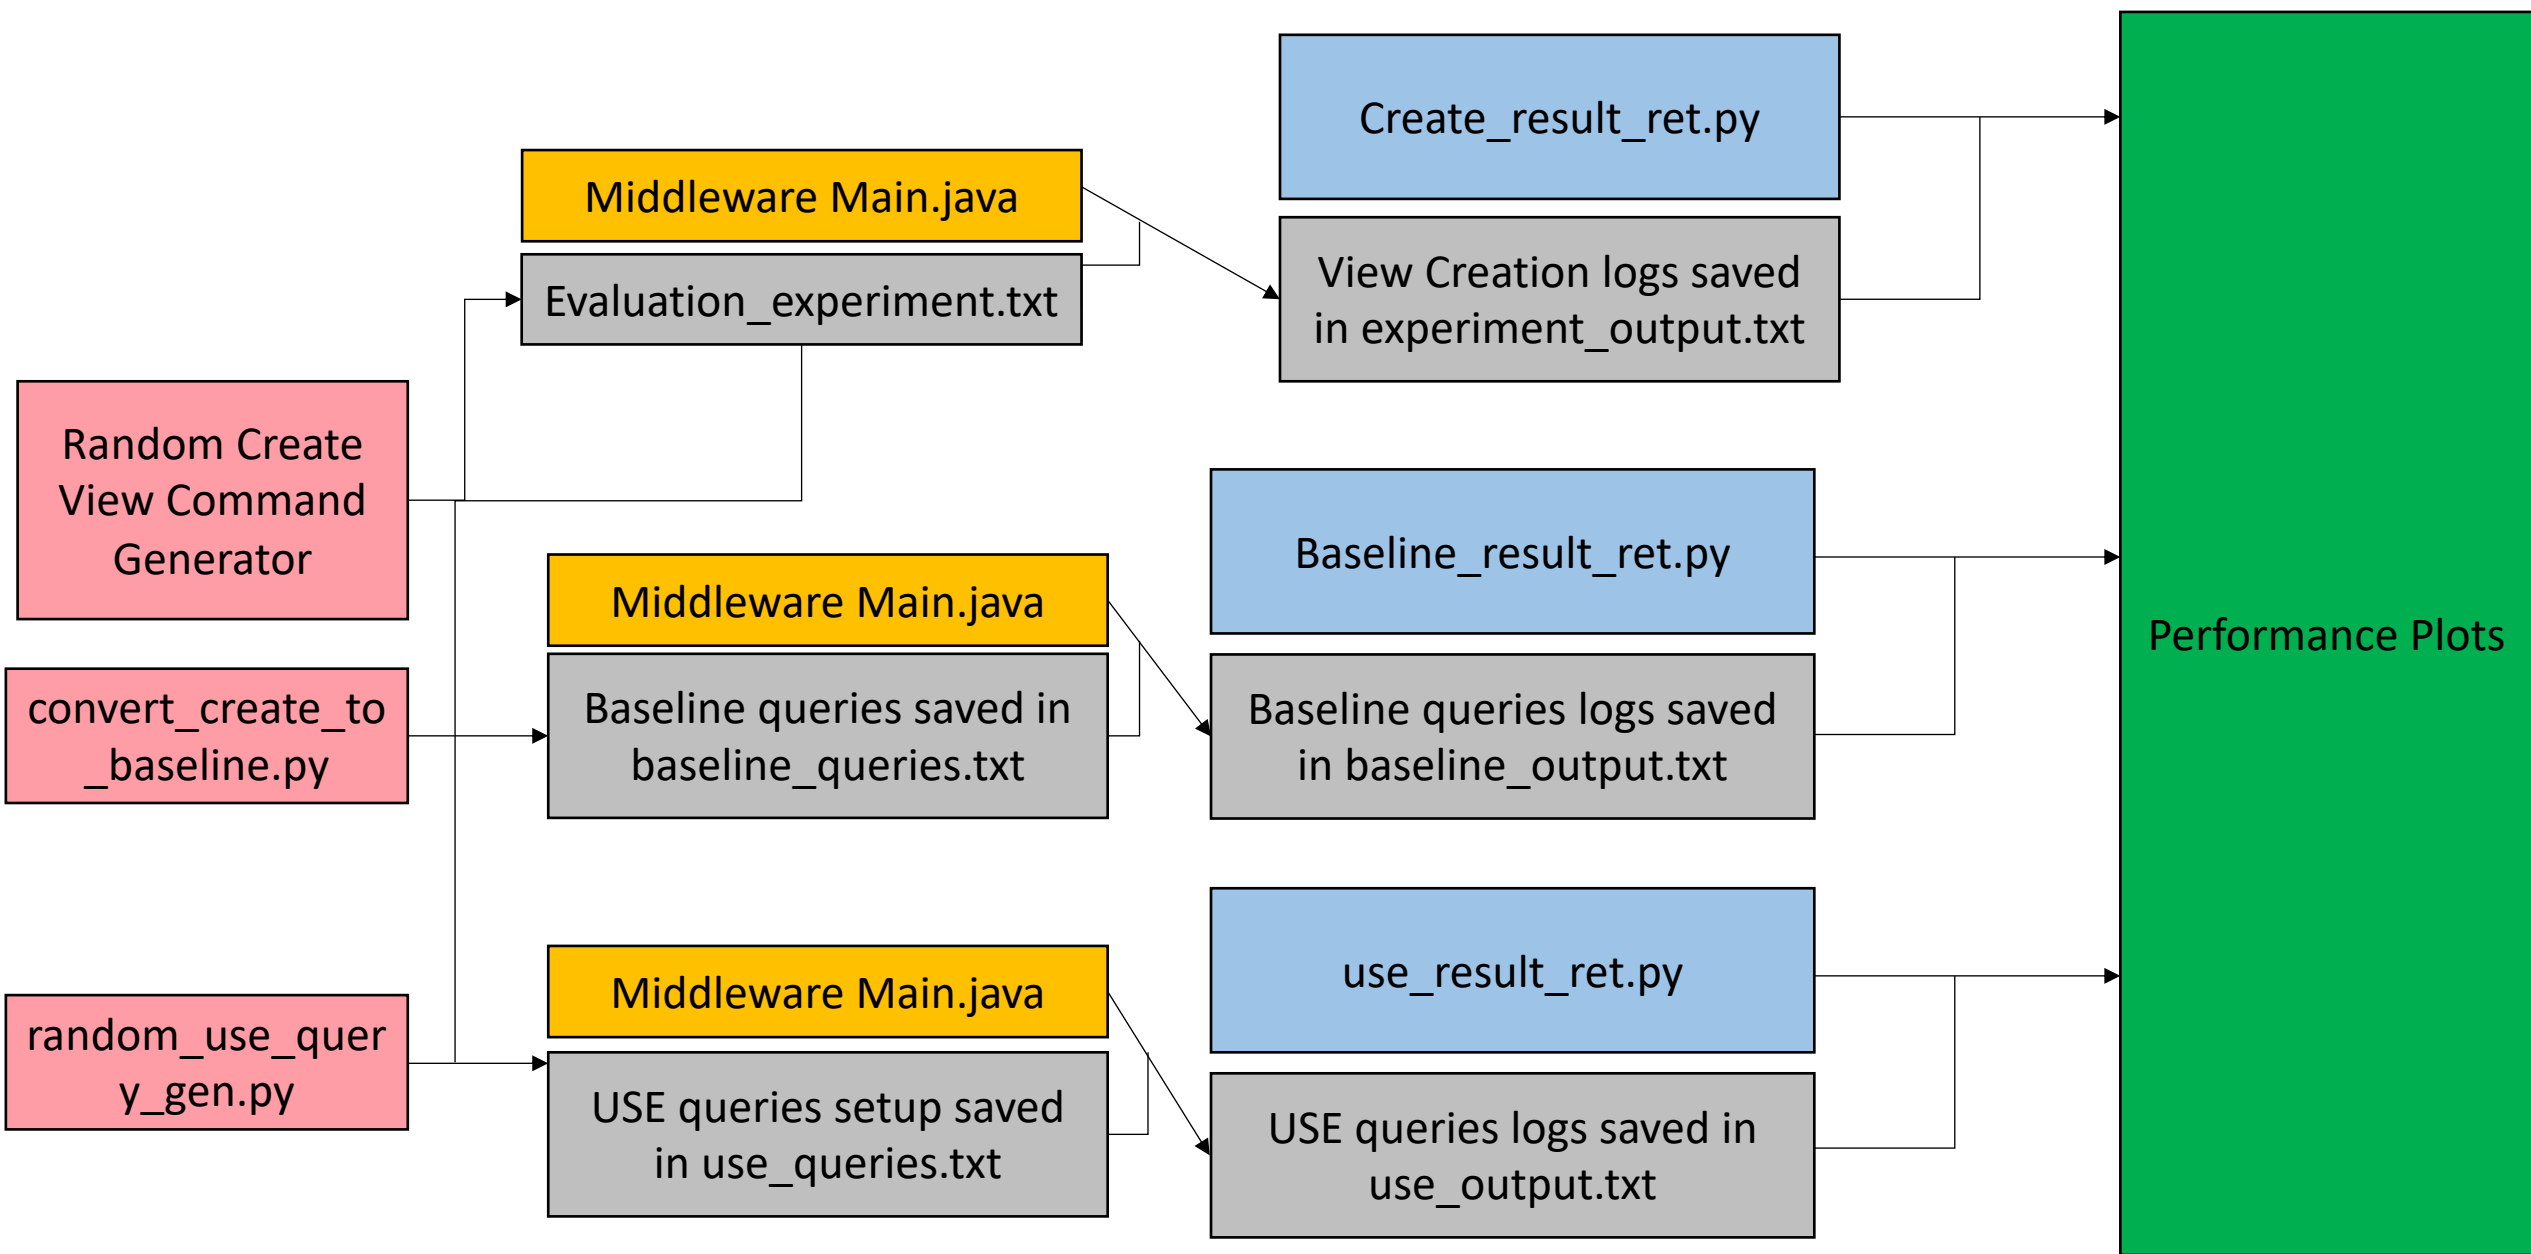 Create_result_ret.py
Middleware Main.java
View Creation logs saved
in experiment_output.txt
Evaluation_experiment.txt
Random Create
View Command
Generator
Baseline_result_ret.py
Middleware Main.java
Performance Plots
convert_create_to
_baseline.py
Baseline queries saved in
baseline_queries.txt
Baseline queries logs saved
in baseline_output.txt
use_result_ret.py
Middleware Main.java
random_use_quer
y_gen.py
USE queries setup saved
in use_queries.txt
USE queries logs saved in
use_output.txt